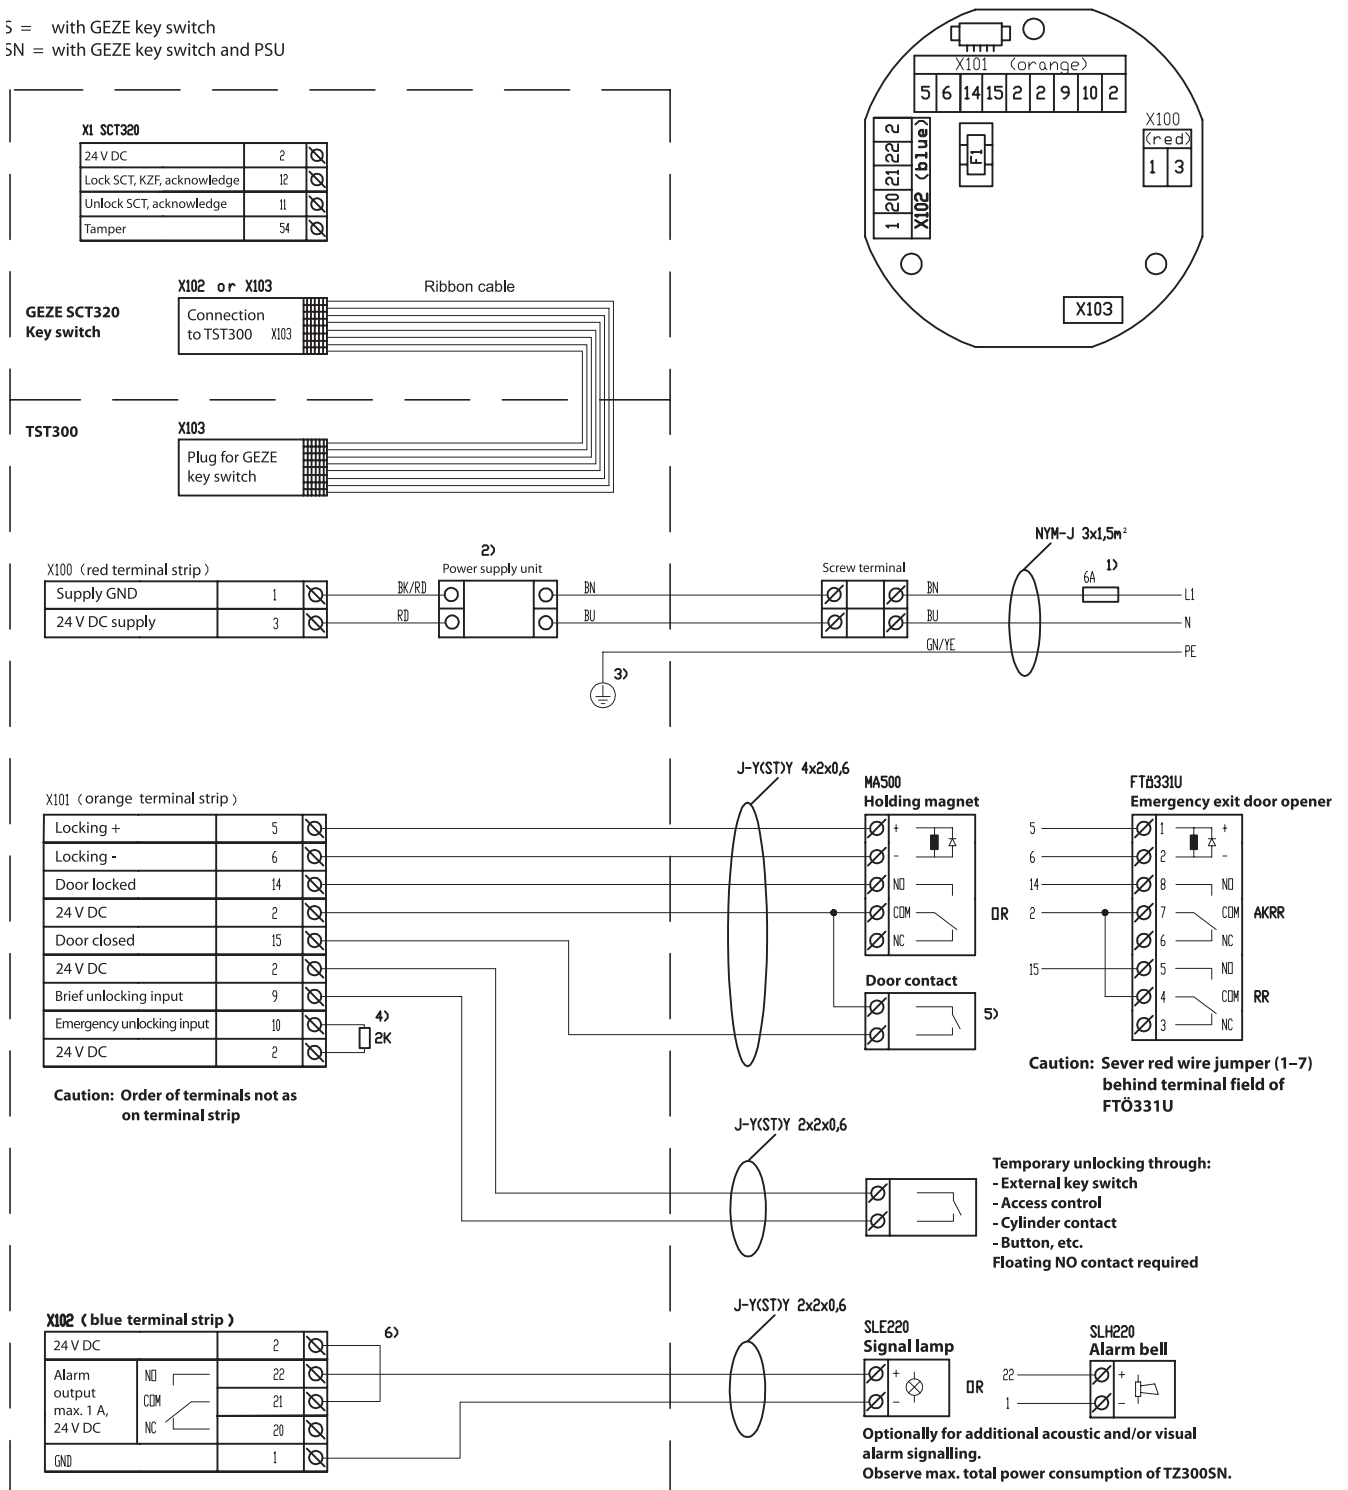 S = with GEZE key switch
SN = with GEZE key switch and PSU
X101 (orange)
5 6 14 15 2 2 9 10 2
X102 (blue)
2 22 21 20 1
F1
X100
(red)
1 3
X103
X1 SCT320
24 V DC 2
Lock SCT, KZF, acknowledge 12
Unlock SCT, acknowledge 11
Tamper 54
GEZE SCT320
Key switch
X102 or X103
Connection
to TST300 X103
Ribbon cable
TST300
X103
Plug for GEZE
key switch
X100 (red terminal strip)
Supply GND 1
24 V DC supply 3
BK/RD
RD
2)
Power supply unit
BN
BU
3)
Screw terminal
BN
BU
GN/YE
NYM-J 3x1,5m²
1)
6A
L1
N
PE
X101 (orange terminal strip)
Locking + 5
Locking - 6
Door locked 14
24 V DC 2
Door closed 15
24 V DC 2
Brief unlocking input 9
Emergency unlocking input 10
24 V DC 2
4)
2K
Caution: Order of terminals not as
on terminal strip
J-Y(ST)Y 4x2x0,6
MA500
Holding magnet
+
-
NO
COM
NC
Door contact
5)
OR
FTÖ331U
Emergency exit door opener
5 1 +
6 2 -
14 8 NO
2 7 COM AKRR
6 NC
15 5 NO
4 COM RR
3 NC
Caution: Sever red wire jumper (1–7)
behind terminal field of
FTÖ331U
J-Y(ST)Y 2x2x0,6
Temporary unlocking through:
- External key switch
- Access control
- Cylinder contact
- Button, etc.
Floating NO contact required
X102 (blue terminal strip)
24 V DC 2
Alarm
output
max. 1 A,
24 V DC
NO 22
COM 21
NC 20
GND 1
6)
J-Y(ST)Y 2x2x0,6
SLE220
Signal lamp
+
-
OR
22
1
SLH220
Alarm bell
+
-
Optionally for additional acoustic and/or visual
alarm signalling.
Observe max. total power consumption of TZ300SN.